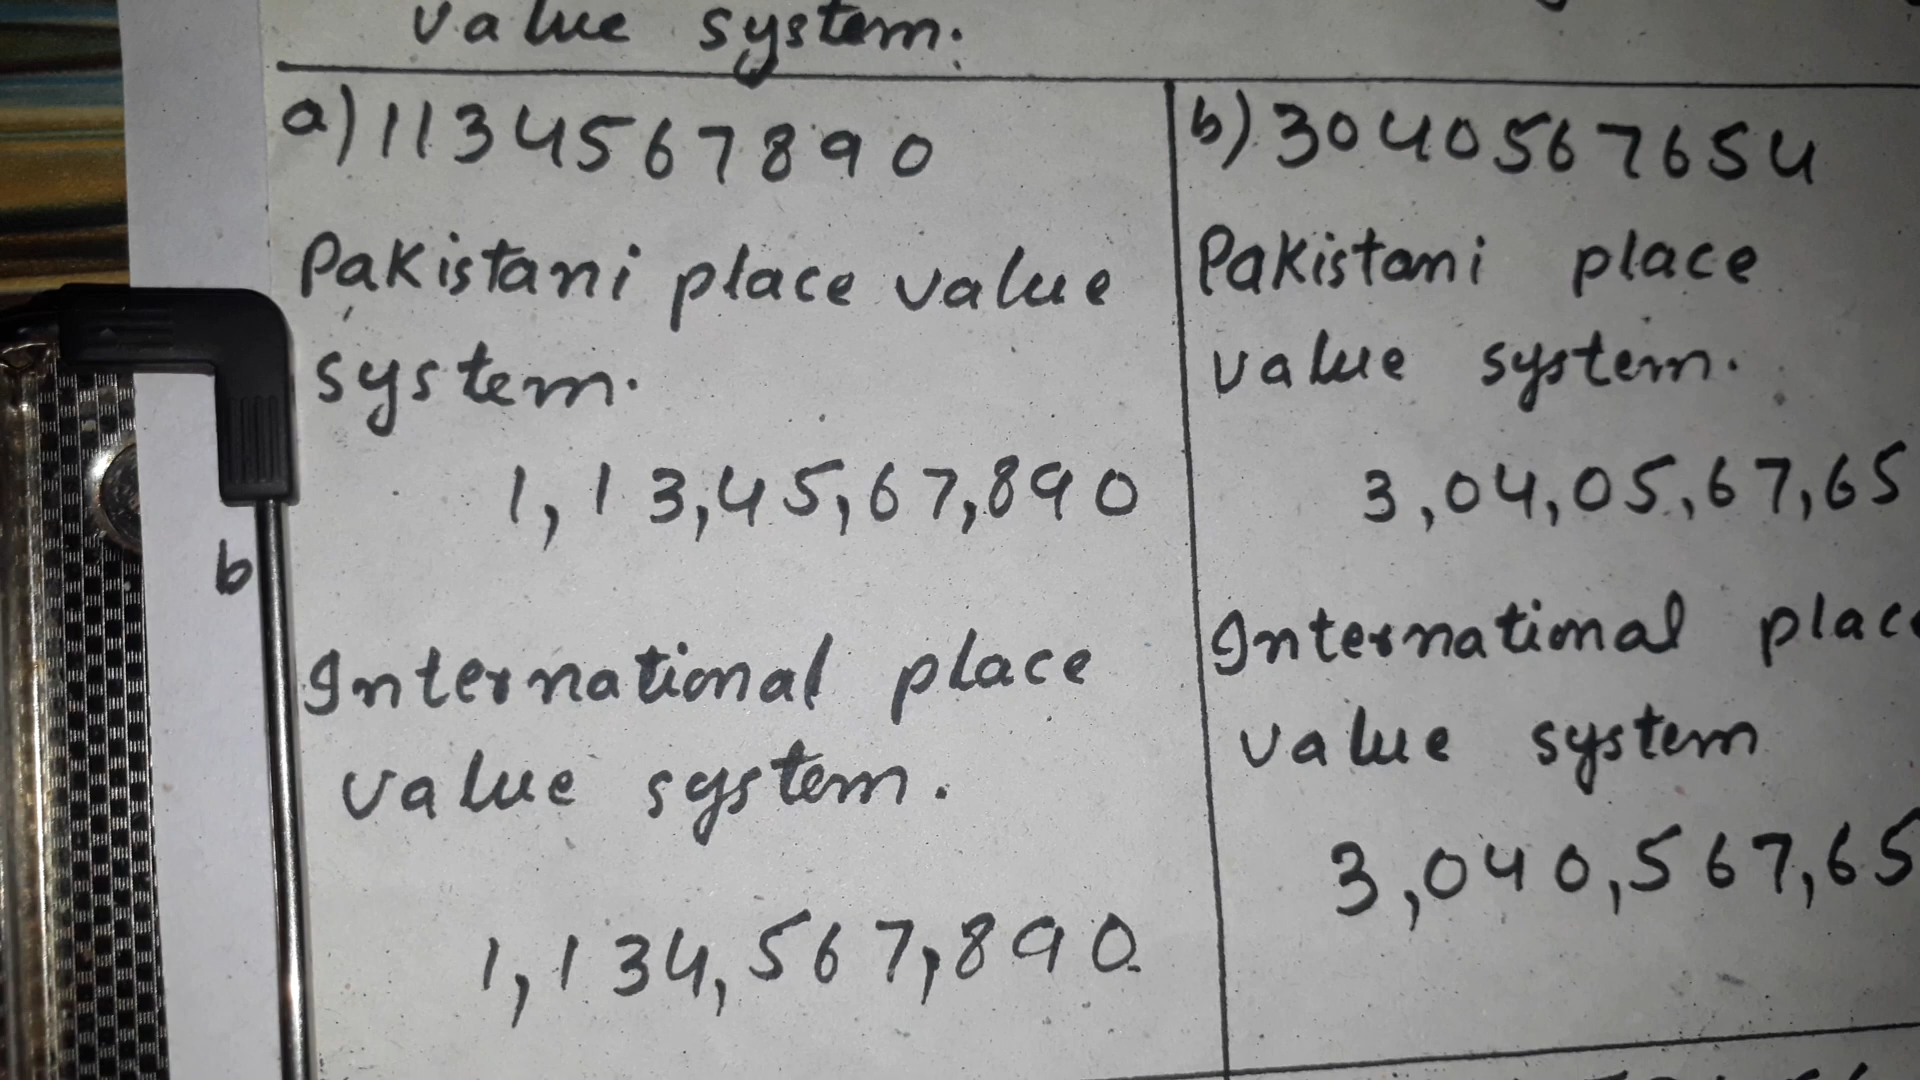 value system.
a) 1134567890
Pakistani place value
system.
1,13,45,67,890
International place
value system.
1,134,567,890
b) 3040567654
Pakistani place
value system.
3,04,05,67,65
International place
value system
3,040,567,65
b